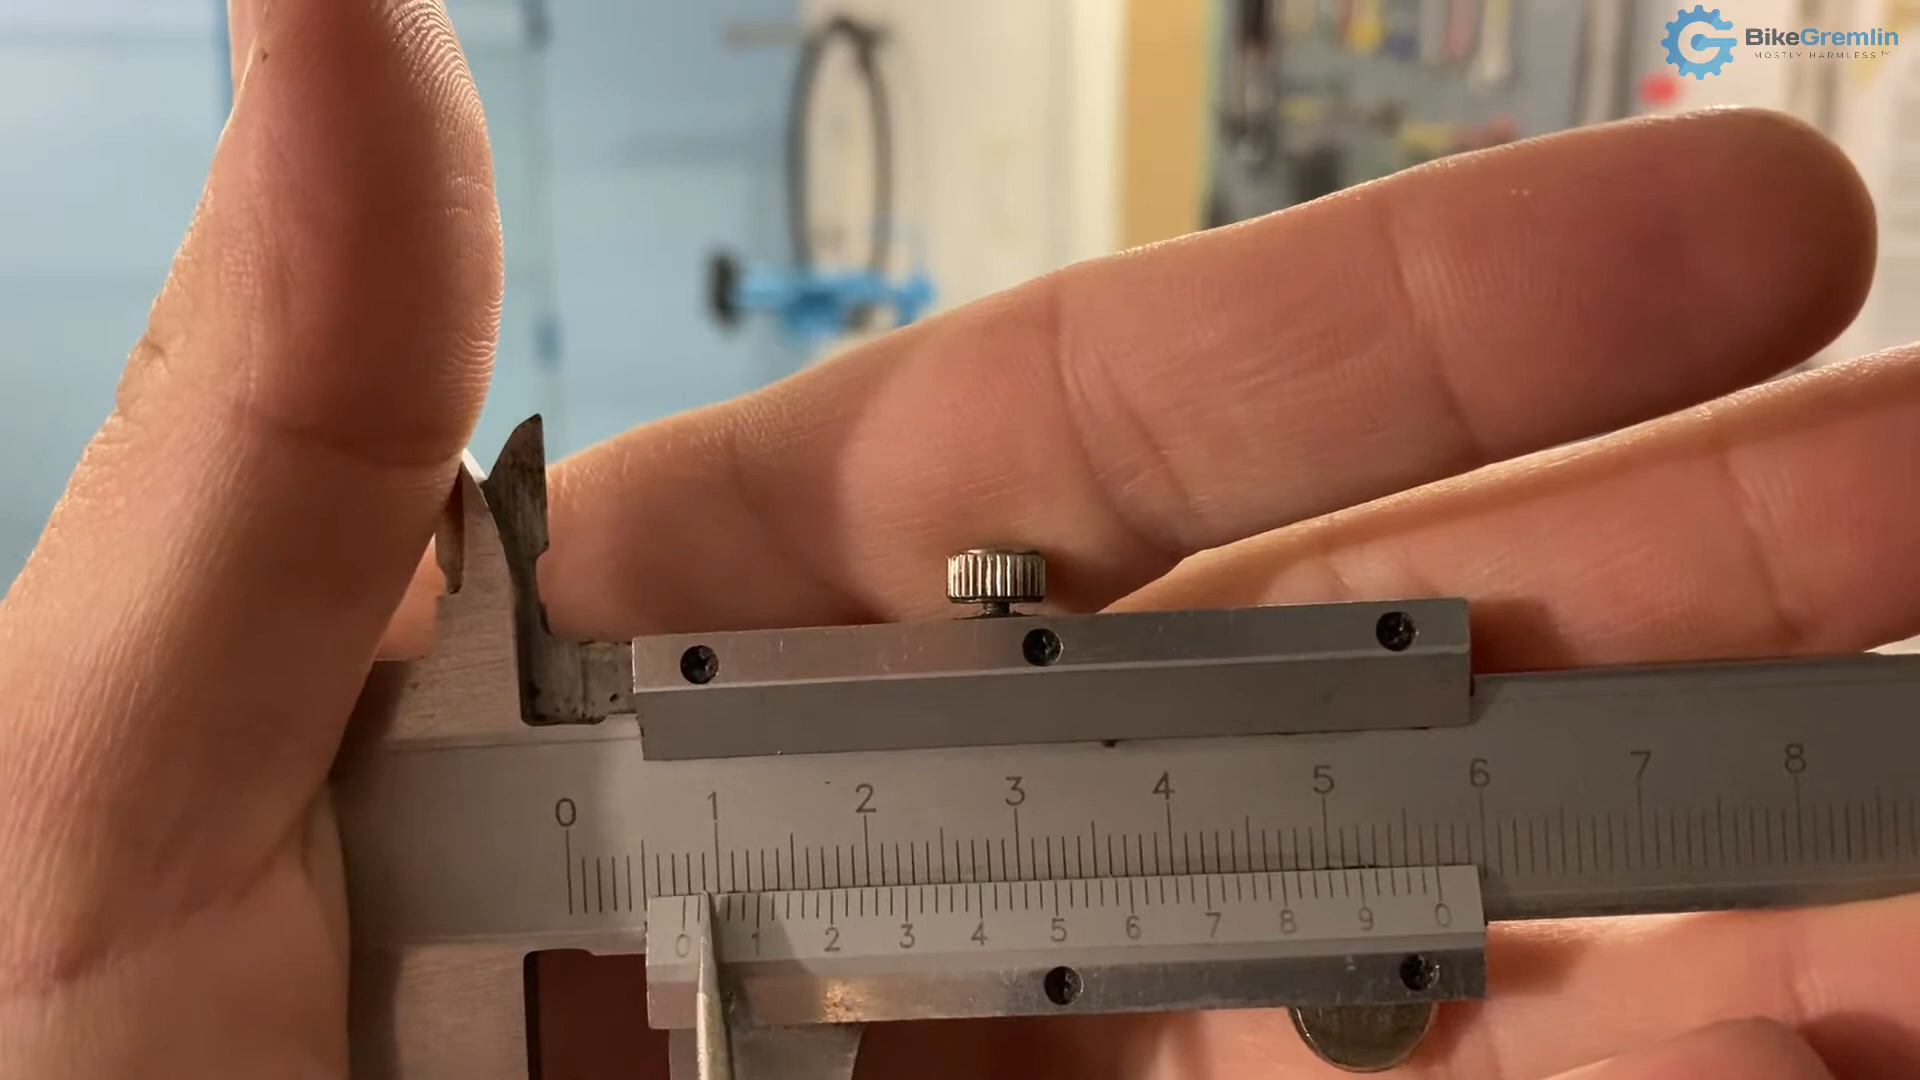 BikeGremlin
MOSTLY HARMLESS™
0 1 2 3 4 5 6 7 8
0 1 2 3 4 5 6 7 8 9 0